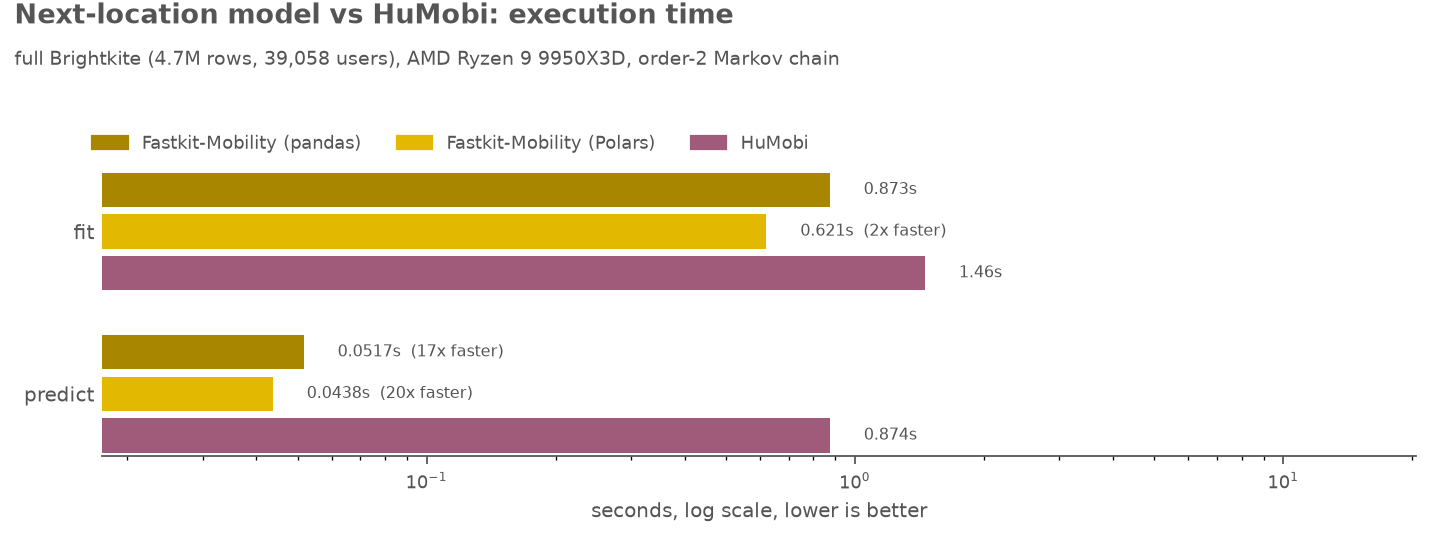 Next-location model vs HuMobi: execution time
full Brightkite (4.7M rows, 39,058 users), AMD Ryzen 9 9950X3D, order-2 Markov chain
Fastkit-Mobility (pandas) Fastkit-Mobility (Polars) HuMobi
0.873s
fit 0.621s (2x faster)
1.46s
0.0517s (17x faster)
predict 0.0438s (20x faster)
0.874s
10⁻¹ 10⁰ 10¹
seconds, log scale, lower is better